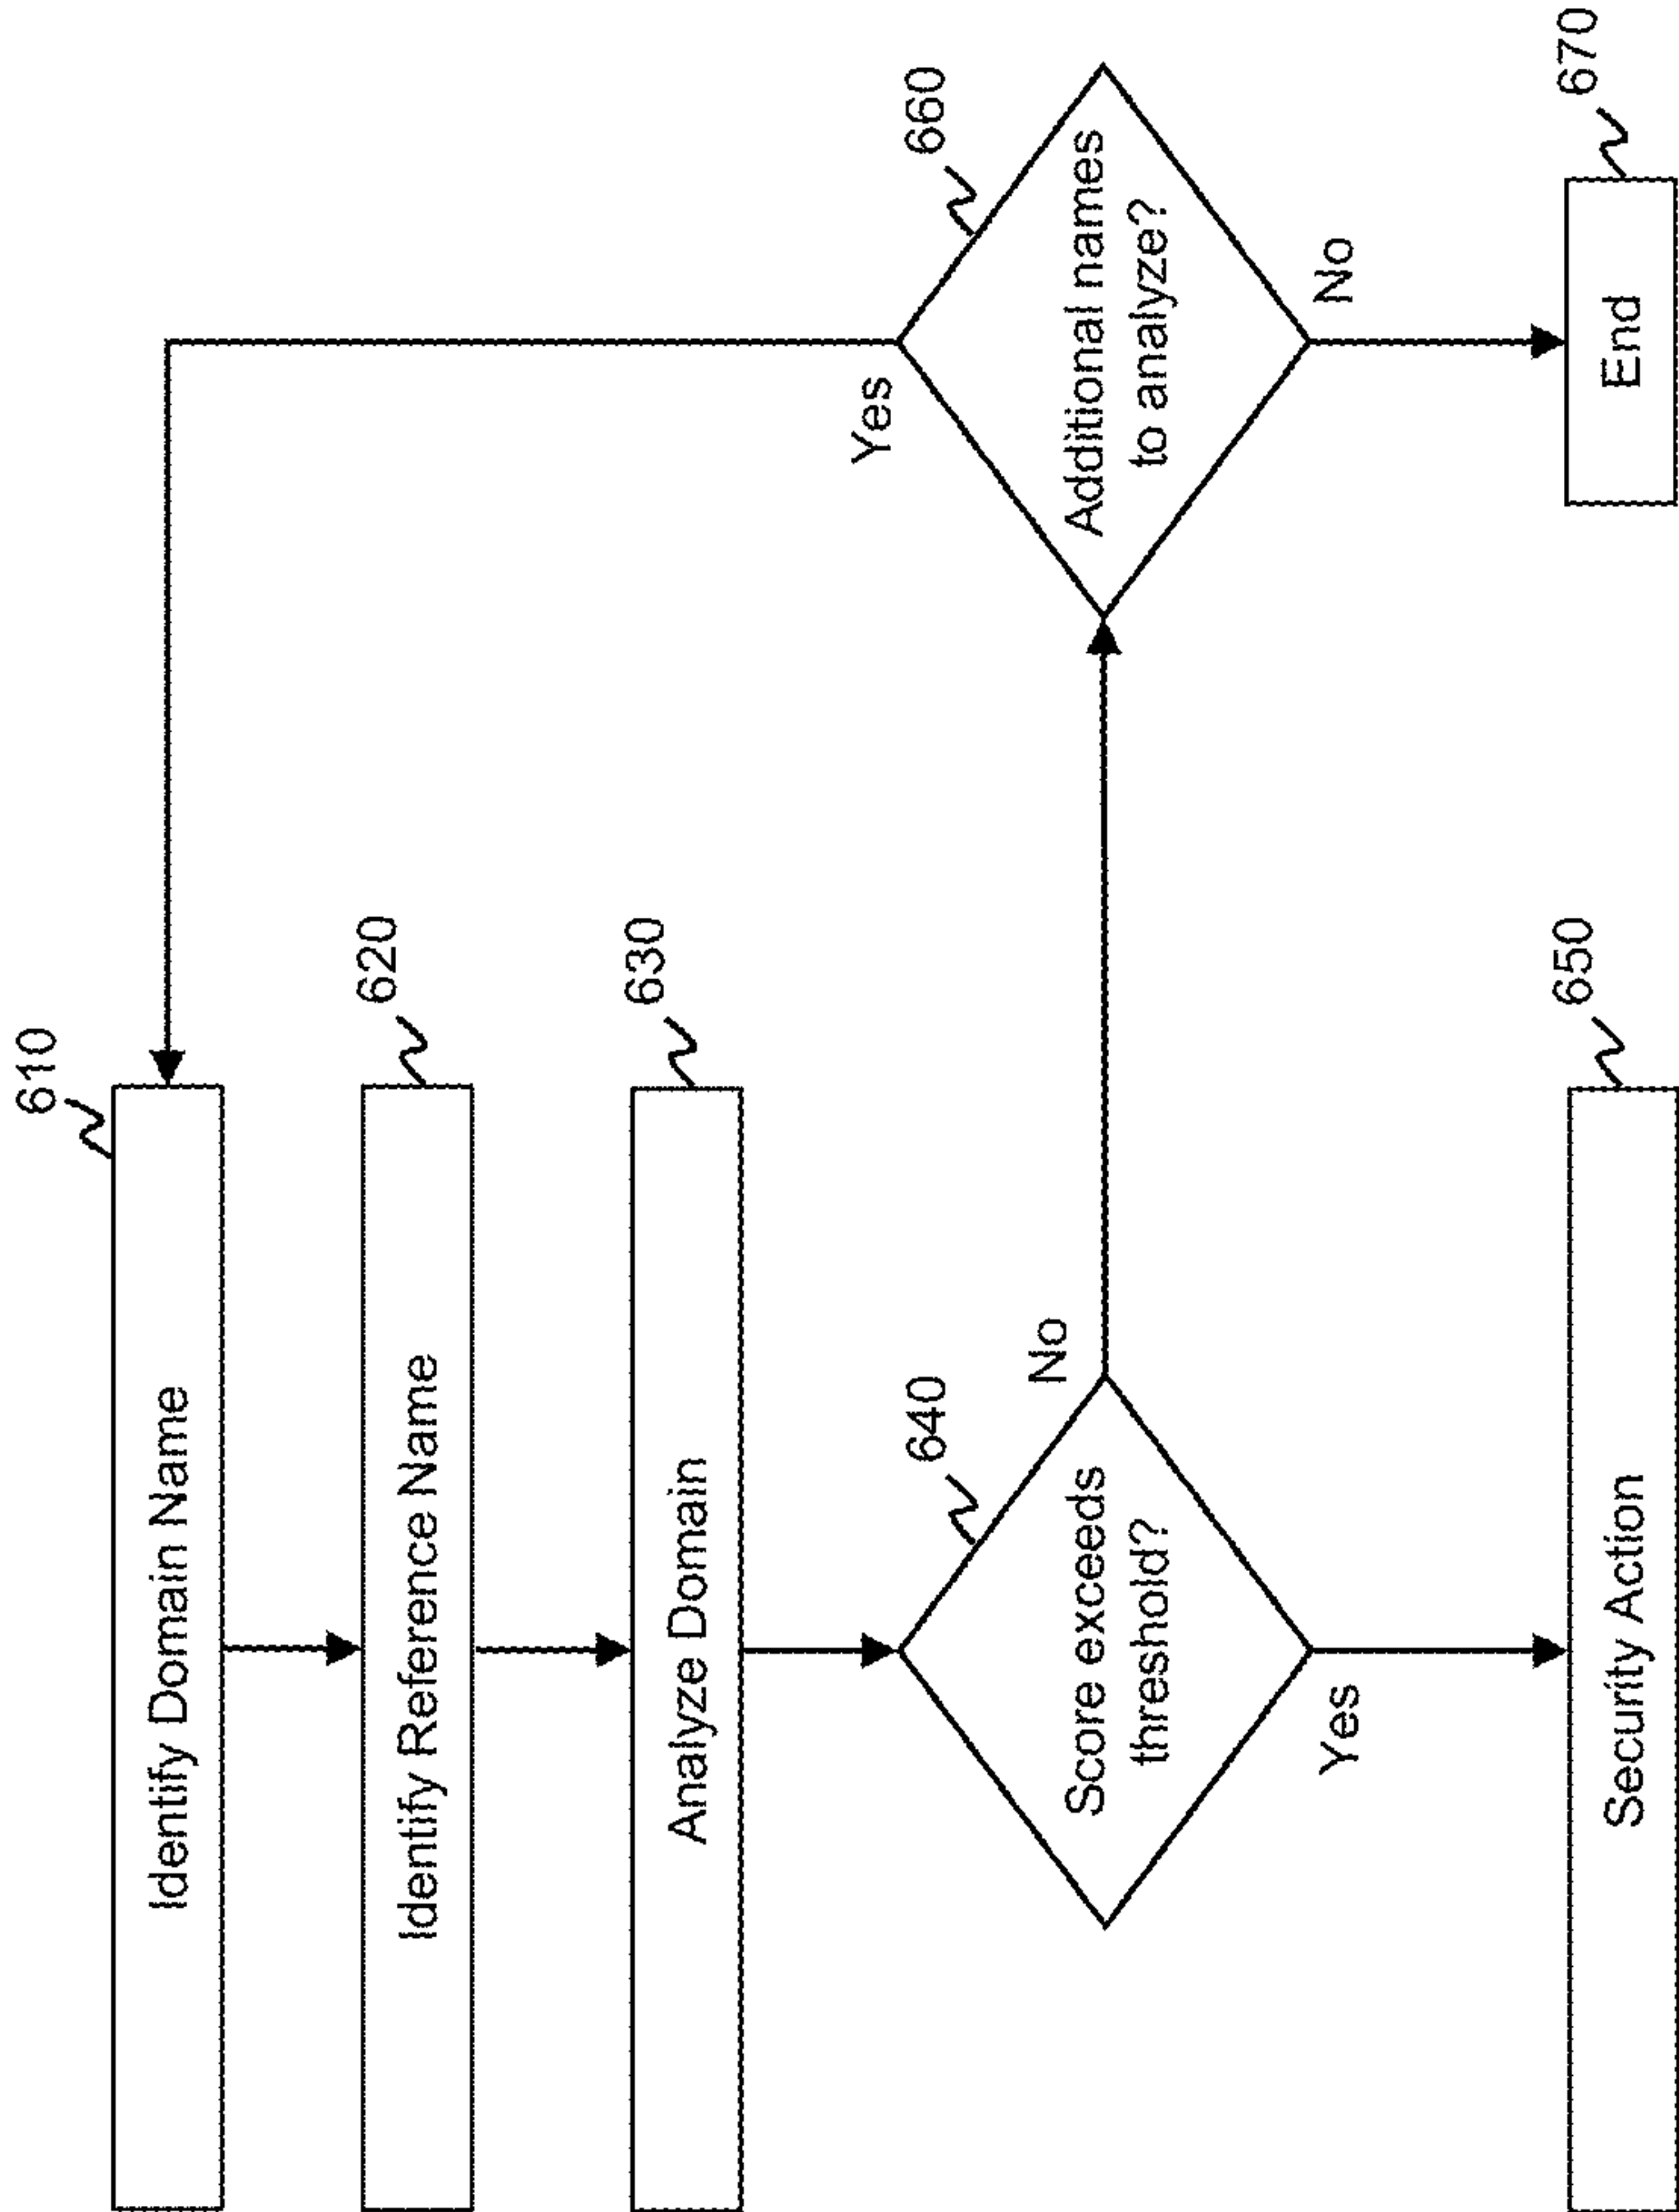 610
Identify Domain Name
620
Identify Reference Name
630
Analyze Domain
640
Score exceeds
threshold?
No
Yes
650
Security Action
660
Additional names
to analyze?
Yes
No
670
End